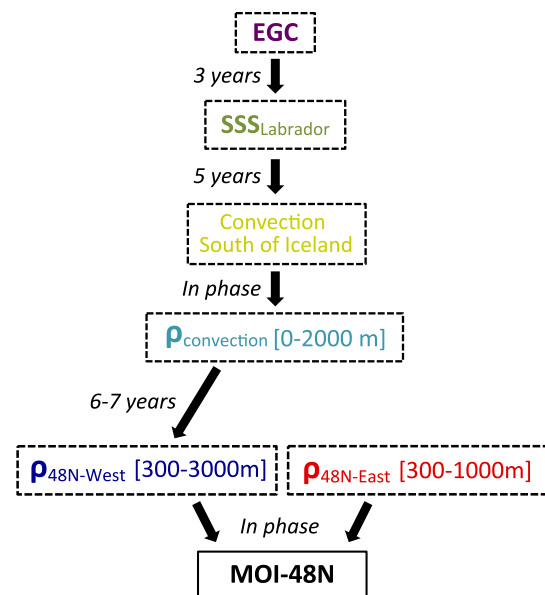 EGC
3 years
SSSLabrador
5 years
Convection
South of Iceland
In phase
ρconvection [0-2000 m]
6-7 years
ρ48N-West [300-3000m]
ρ48N-East [300-1000m]
In phase
MOI-48N